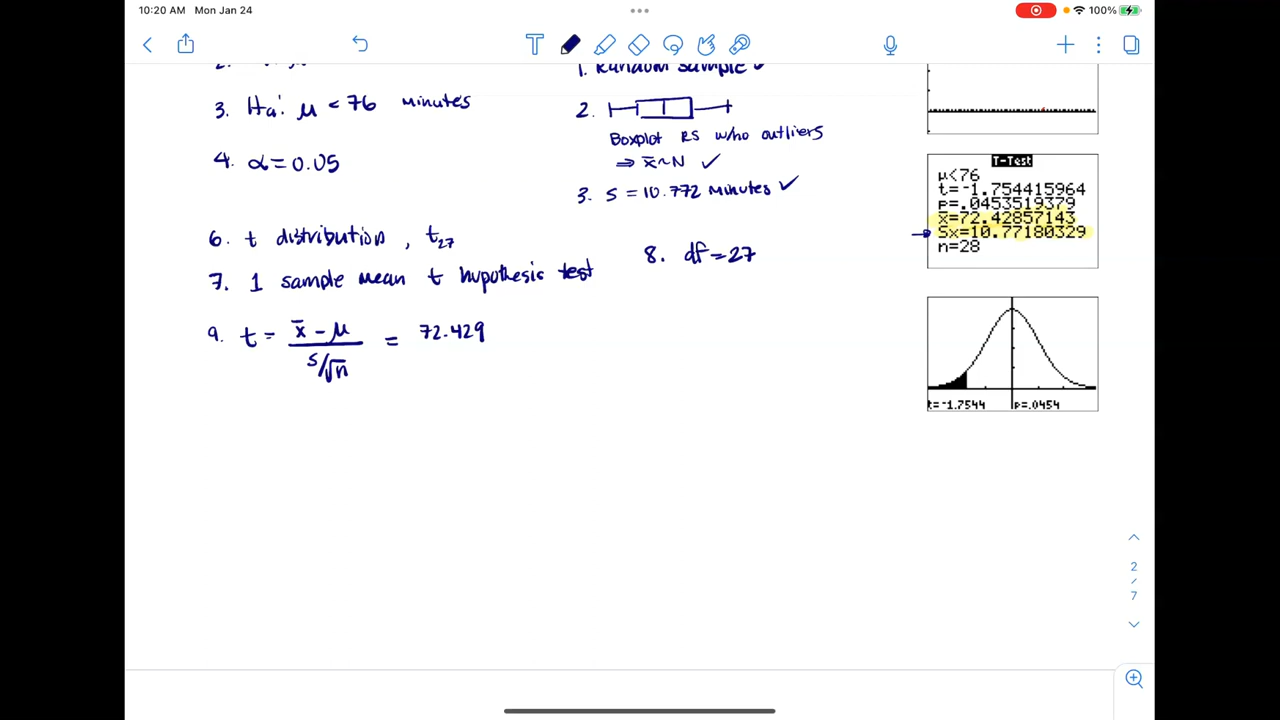 10:20 AM Mon Jan 24
100%
T
2.
3. Ha: μ < 76 minutes
4. α = 0.05
6. t distribution, t₂₇
7. 1 sample mean t hypothesis test
9. t = x̄ - μ / s/√n = 72.429
1. Random sample ✓
2.
Boxplot RS w/no outliers
⇒ x̄ ~ N ✓
3. s = 10.772 minutes ✓
8. df = 27
T-Test
μ<76
t=-1.754415964
p=.0453519379
x̄=72.42857143
Sx=10.77180329
n=28
t=-1.7544 p=.0454
2
/
7